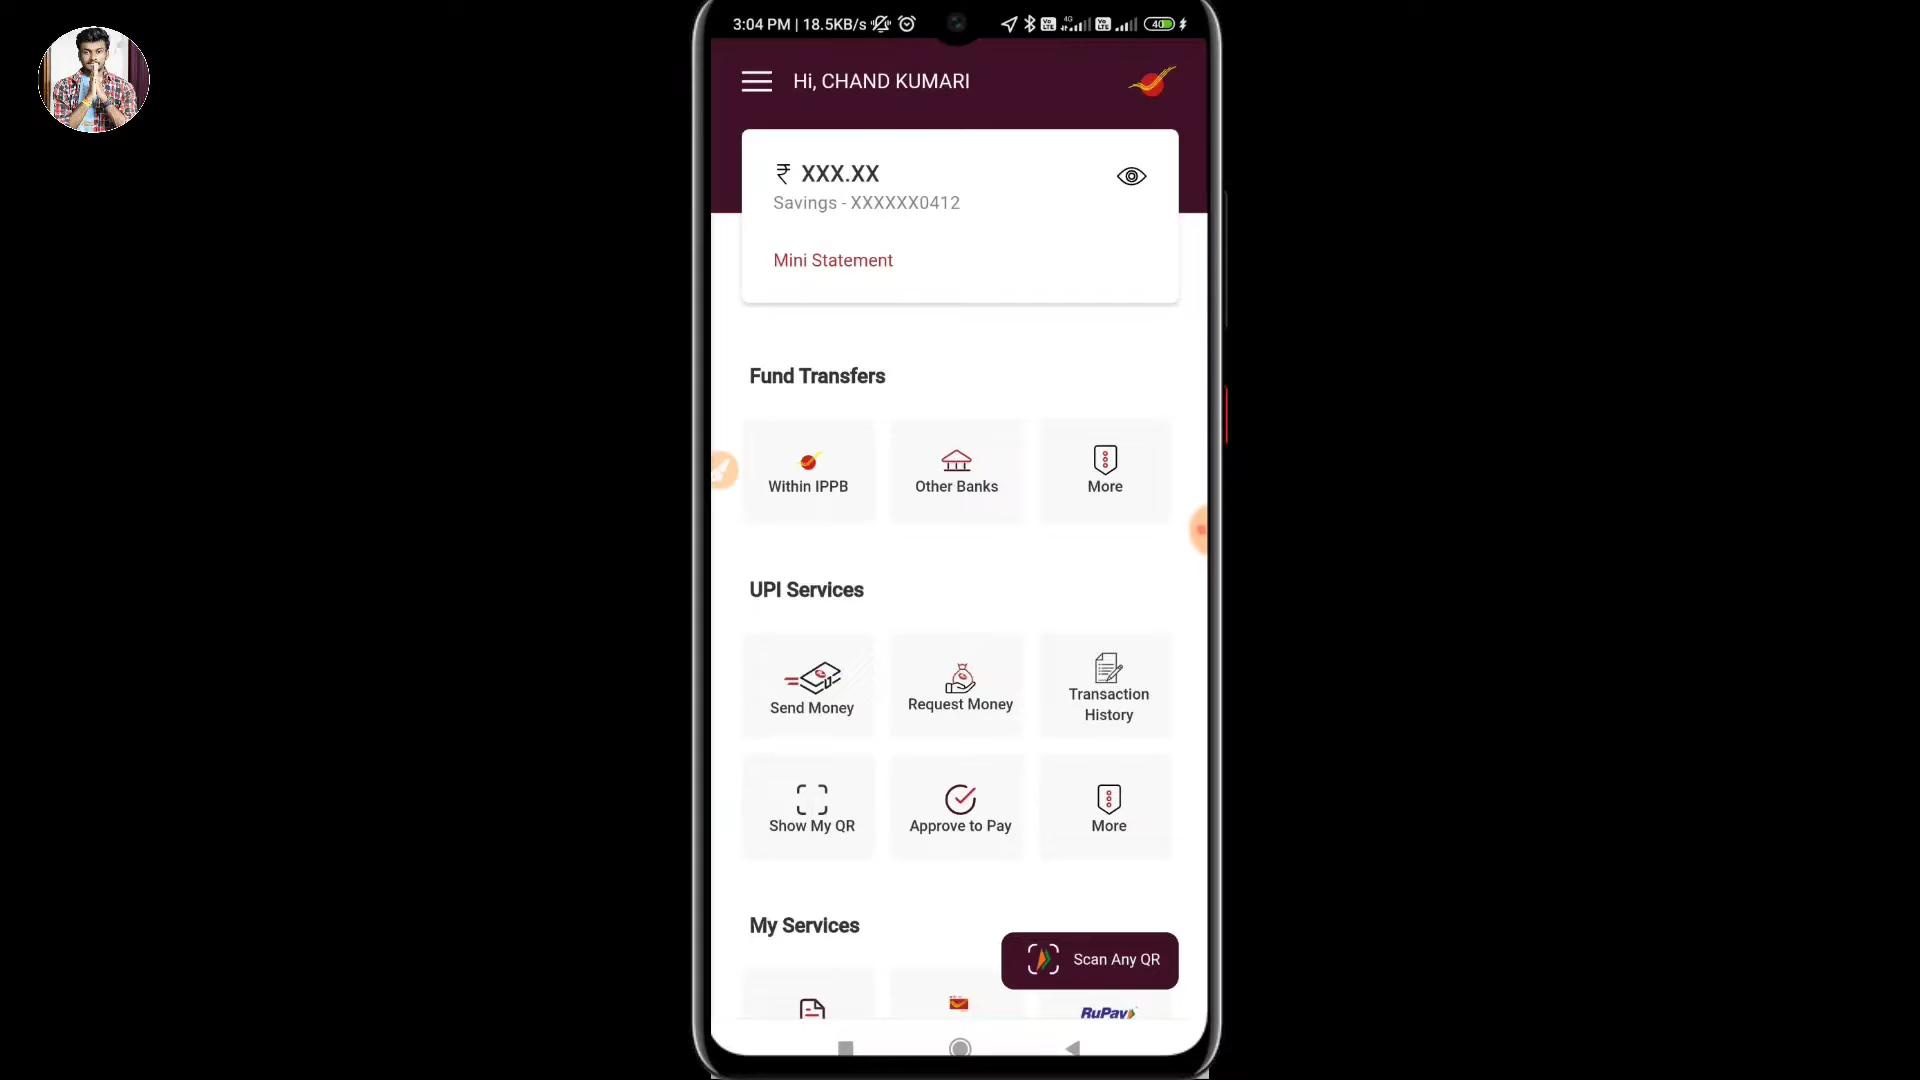 3:04 PM | 18.5KB/s
4G
40
Hi, CHAND KUMARI
₹ XXX.XX
Savings - XXXXXX0412
Mini Statement
Fund Transfers
Within IPPB
Other Banks
More
UPI Services
Send Money
Request Money
Transaction
History
Show My QR
Approve to Pay
More
My Services
Scan Any QR
RuPay